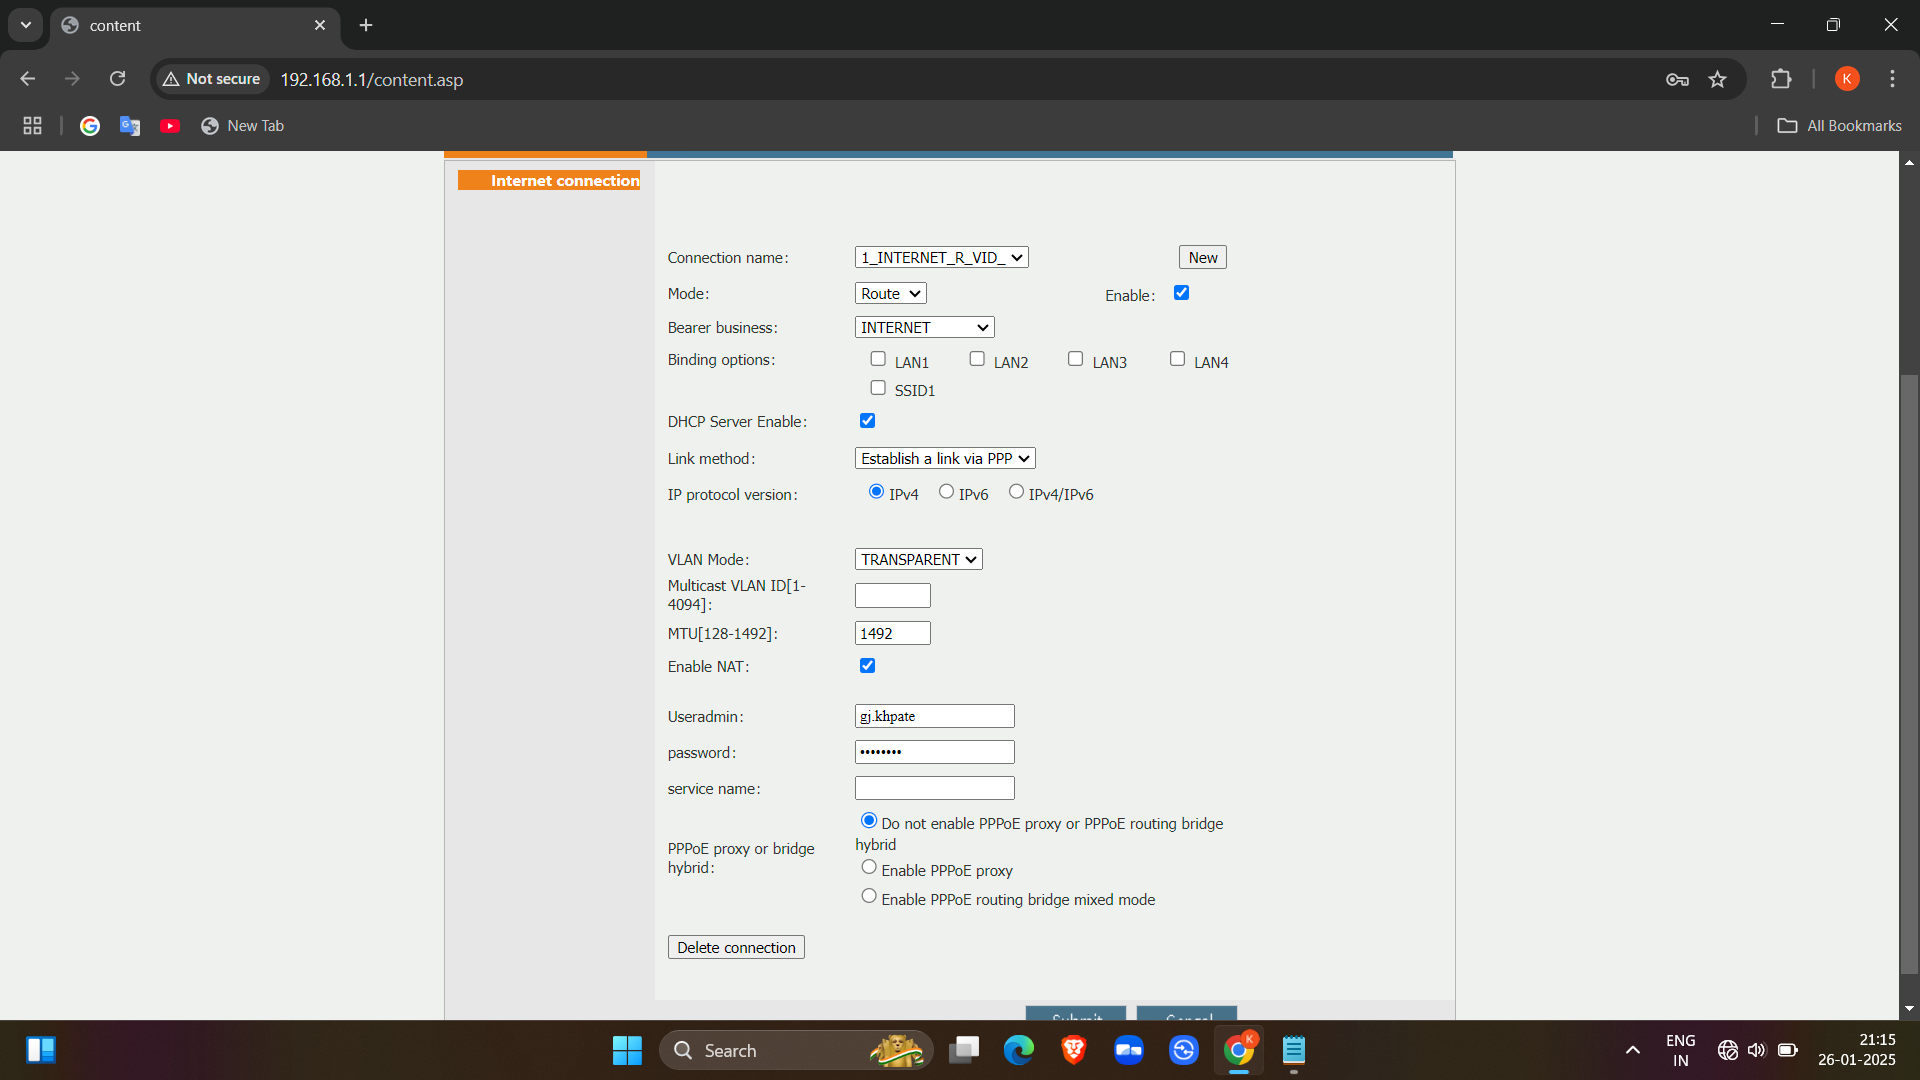 content
Not secure
192.168.1.1/content.asp
K
New Tab
All Bookmarks
Internet connection
Connection name:
1_INTERNET_R_VID_
New
Mode:
Route
Enable:
Bearer business:
INTERNET
Binding options:
LAN1
LAN2
LAN3
LAN4
SSID1
DHCP Server Enable:
Link method:
Establish a link via PPP
IP protocol version:
IPv4
IPv6
IPv4/IPv6
VLAN Mode:
TRANSPARENT
Multicast VLAN ID[1-
4094]:
MTU[128-1492]:
1492
Enable NAT:
Useradmin:
gj.khpate
password:
••••••••
service name:
PPPoE proxy or bridge
hybrid:
Do not enable PPPoE proxy or PPPoE routing bridge
hybrid
Enable PPPoE proxy
Enable PPPoE routing bridge mixed mode
Delete connection
Submit
Cancel
Search
K
ENG
IN
21:15
26-01-2025